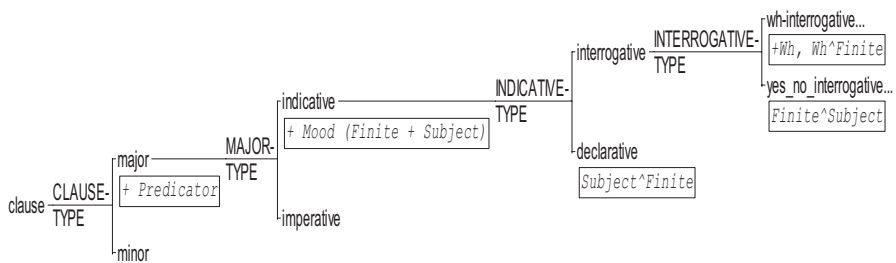 clause
CLAUSE-
TYPE
major
+ Predicator
minor
MAJOR-
TYPE
indicative
+ Mood (Finite + Subject)
imperative
INDICATIVE-
TYPE
interrogative
declarative
Subject^Finite
INTERROGATIVE-
TYPE
wh-interrogative...
+Wh, Wh^Finite
yes_no_interrogative...
Finite^Subject